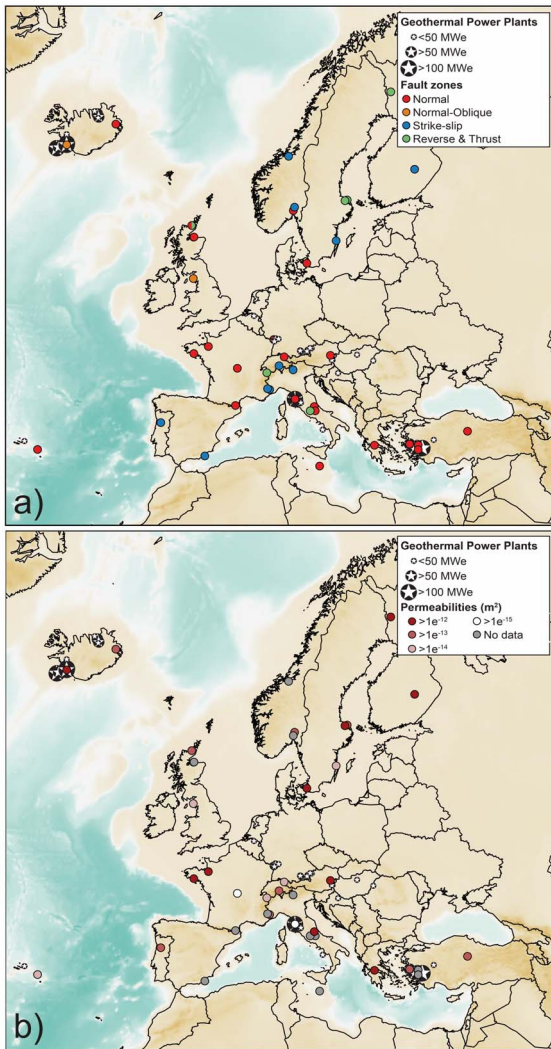 Geothermal Power Plants
<50 MWe
>50 MWe
>100 MWe
Fault zones
Normal
Normal-Oblique
Strike-slip
Reverse & Thrust
a)
Geothermal Power Plants
<50 MWe
>50 MWe
>100 MWe
Permeabilities (m²)
>1e⁻¹² >1e⁻¹⁵
>1e⁻¹³ No data
>1e⁻¹⁴
b)